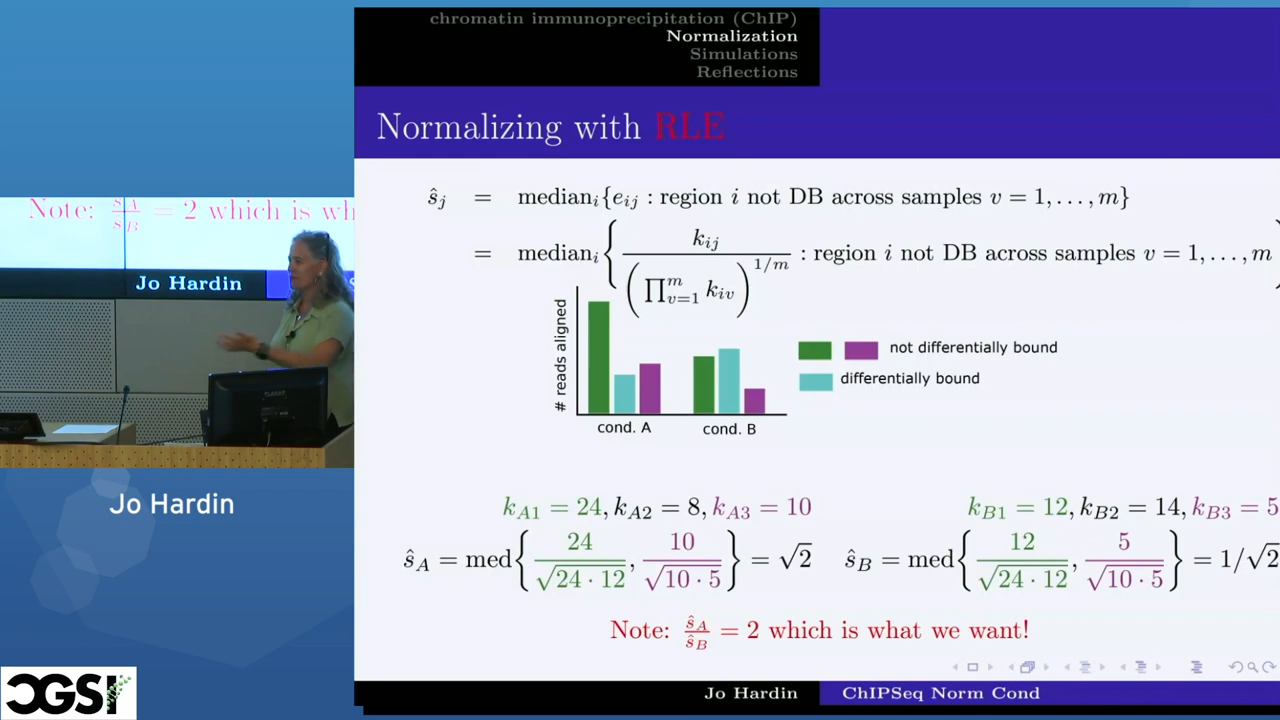 chromatin immunoprecipitation (ChIP)
Normalization
Simulations
Reflections
Normalizing with RLE
ŝ_j = median_i{e_ij : region i not DB across samples v = 1, . . . , m}
= median_i { k_ij / (∏_{v=1}^{m} k_iv)^{1/m} : region i not DB across samples v = 1, . . . , m
# reads aligned
cond. A
cond. B
not differentially bound
differentially bound
k_A1 = 24, k_A2 = 8, k_A3 = 10
k_B1 = 12, k_B2 = 14, k_B3 = 5
ŝ_A = med{ 24/√(24 · 12), 10/√(10 · 5) } = √2
ŝ_B = med{ 12/√(24 · 12), 5/√(10 · 5) } = 1/√2
Note: ŝ_A/ŝ_B = 2 which is what we want!
Jo Hardin
ChIPSeq Norm Cond
Note: ŝ_A/ŝ_B = 2 which is wh
Jo Hardin
Jo Hardin
CGSI